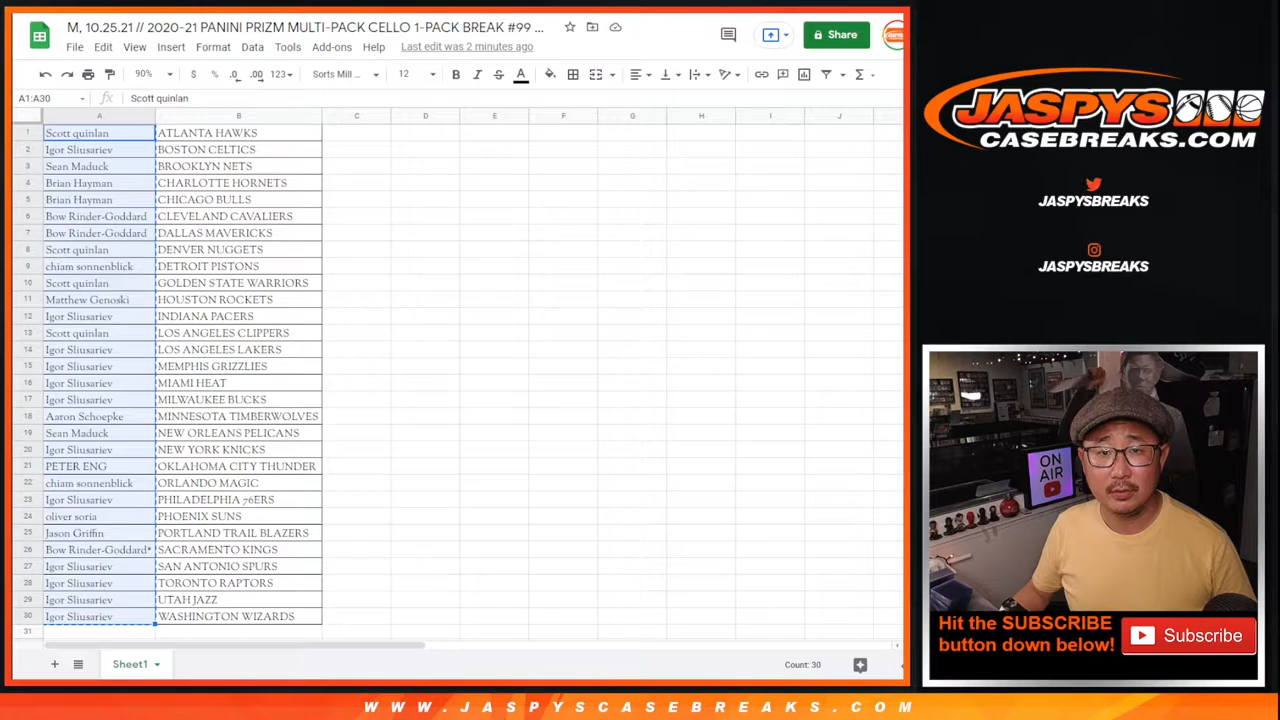 M, 10.25.21 // 2020-21 PANINI PRIZM MULTI-PACK CELLO 1-PACK BREAK #99 ...
File Edit View Insert Format Data Tools Add-ons Help Last edit was 2 minutes ago
Share
90% $ % .0 .00 123 Sorts Mill ... 12 B I S A
A1:A30 fx Scott quinlan
A B C D E F G H I J
1 Scott quinlan ATLANTA HAWKS
2 Igor Sliusariev BOSTON CELTICS
3 Sean Maduck BROOKLYN NETS
4 Brian Hayman CHARLOTTE HORNETS
5 Brian Hayman CHICAGO BULLS
6 Bow Rinder-Goddard CLEVELAND CAVALIERS
7 Bow Rinder-Goddard DALLAS MAVERICKS
8 Scott quinlan DENVER NUGGETS
9 chiam sonnenblick DETROIT PISTONS
10 Scott quinlan GOLDEN STATE WARRIORS
11 Matthew Genoski HOUSTON ROCKETS
12 Igor Sliusariev INDIANA PACERS
13 Scott quinlan LOS ANGELES CLIPPERS
14 Igor Sliusariev LOS ANGELES LAKERS
15 Igor Sliusariev MEMPHIS GRIZZLIES
16 Igor Sliusariev MIAMI HEAT
17 Igor Sliusariev MILWAUKEE BUCKS
18 Aaron Schoepke MINNESOTA TIMBERWOLVES
19 Sean Maduck NEW ORLEANS PELICANS
20 Igor Sliusariev NEW YORK KNICKS
21 PETER ENG OKLAHOMA CITY THUNDER
22 chiam sonnenblick ORLANDO MAGIC
23 Igor Sliusariev PHILADELPHIA 76ERS
24 oliver soria PHOENIX SUNS
25 Jason Griffin PORTLAND TRAIL BLAZERS
26 Bow Rinder-Goddard* SACRAMENTO KINGS
27 Igor Sliusariev SAN ANTONIO SPURS
28 Igor Sliusariev TORONTO RAPTORS
29 Igor Sliusariev UTAH JAZZ
30 Igor Sliusariev WASHINGTON WIZARDS
31
Sheet1
Count: 30
JASPYS
CASEBREAKS.COM
JASPYSBREAKS
JASPYSBREAKS
ON
AIR
Hit the SUBSCRIBE
button down below!
Subscribe
WWW.JASPYSCASEBREAKS.COM